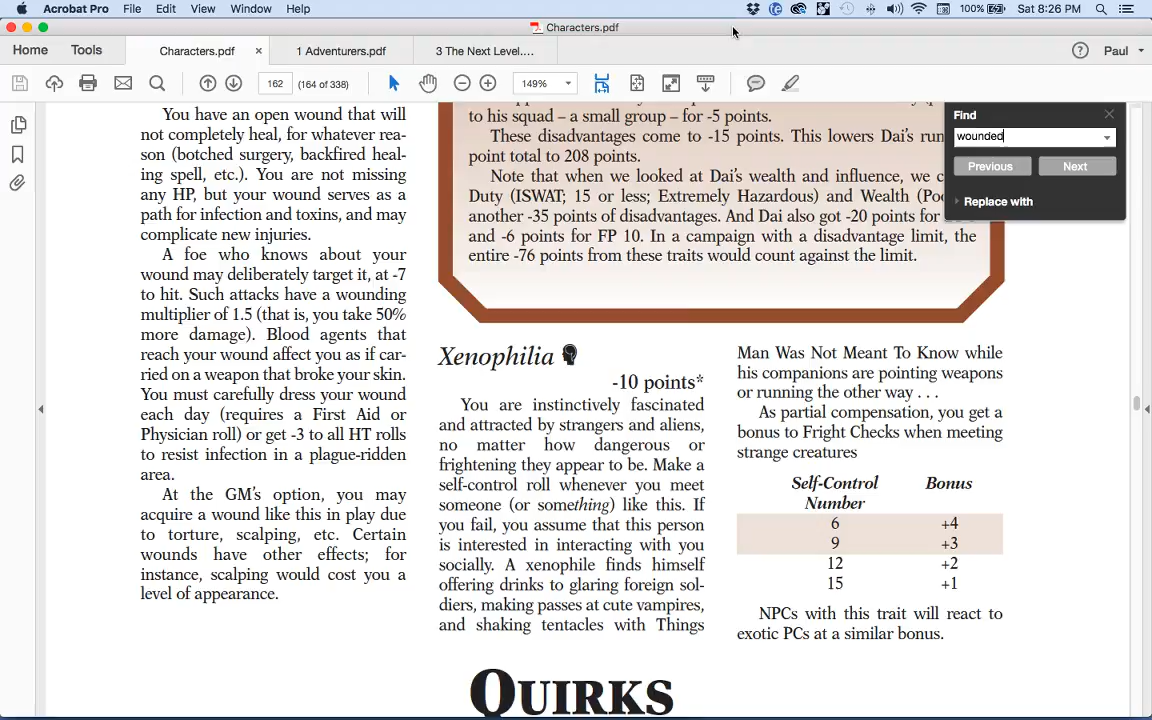 Acrobat Pro File Edit View Window Help 100% Sat 8:26 PM
Characters.pdf
Home Tools Characters.pdf × 1 Adventurers.pdf 3 The Next Level.... ? Paul
162 (164 of 338) 149%
You have an open wound that will
not completely heal, for whatever rea-
son (botched surgery, backfired heal-
ing spell, etc.). You are not missing
any HP, but your wound serves as a
path for infection and toxins, and may
complicate new injuries.
A foe who knows about your
wound may deliberately target it, at -7
to hit. Such attacks have a wounding
multiplier of 1.5 (that is, you take 50%
more damage). Blood agents that
reach your wound affect you as if car-
ried on a weapon that broke your skin.
You must carefully dress your wound
each day (requires a First Aid or
Physician roll) or get -3 to all HT rolls
to resist infection in a plague-ridden
area.
At the GM's option, you may
acquire a wound like this in play due
to torture, scalping, etc. Certain
wounds have other effects; for
instance, scalping would cost you a
level of appearance.
to his squad – a small group – for -5 points.
These disadvantages come to -15 points. This lowers Dai's run
point total to 208 points.
Note that when we looked at Dai's wealth and influence, we c
Duty (ISWAT; 15 or less; Extremely Hazardous) and Wealth (Poo
another -35 points of disadvantages. And Dai also got -20 points for
and -6 points for FP 10. In a campaign with a disadvantage limit, the
entire -76 points from these traits would count against the limit.
Xenophilia
-10 points*
You are instinctively fascinated
and attracted by strangers and aliens,
no matter how dangerous or
frightening they appear to be. Make a
self-control roll whenever you meet
someone (or something) like this. If
you fail, you assume that this person
is interested in interacting with you
socially. A xenophile finds himself
offering drinks to glaring foreign sol-
diers, making passes at cute vampires,
and shaking tentacles with Things
Man Was Not Meant To Know while
his companions are pointing weapons
or running the other way . . .
As partial compensation, you get a
bonus to Fright Checks when meeting
strange creatures
Self-Control Bonus
Number
6 +4
9 +3
12 +2
15 +1
NPCs with this trait will react to
exotic PCs at a similar bonus.
QUIRKS
Find
wounded
Previous Next
Replace with